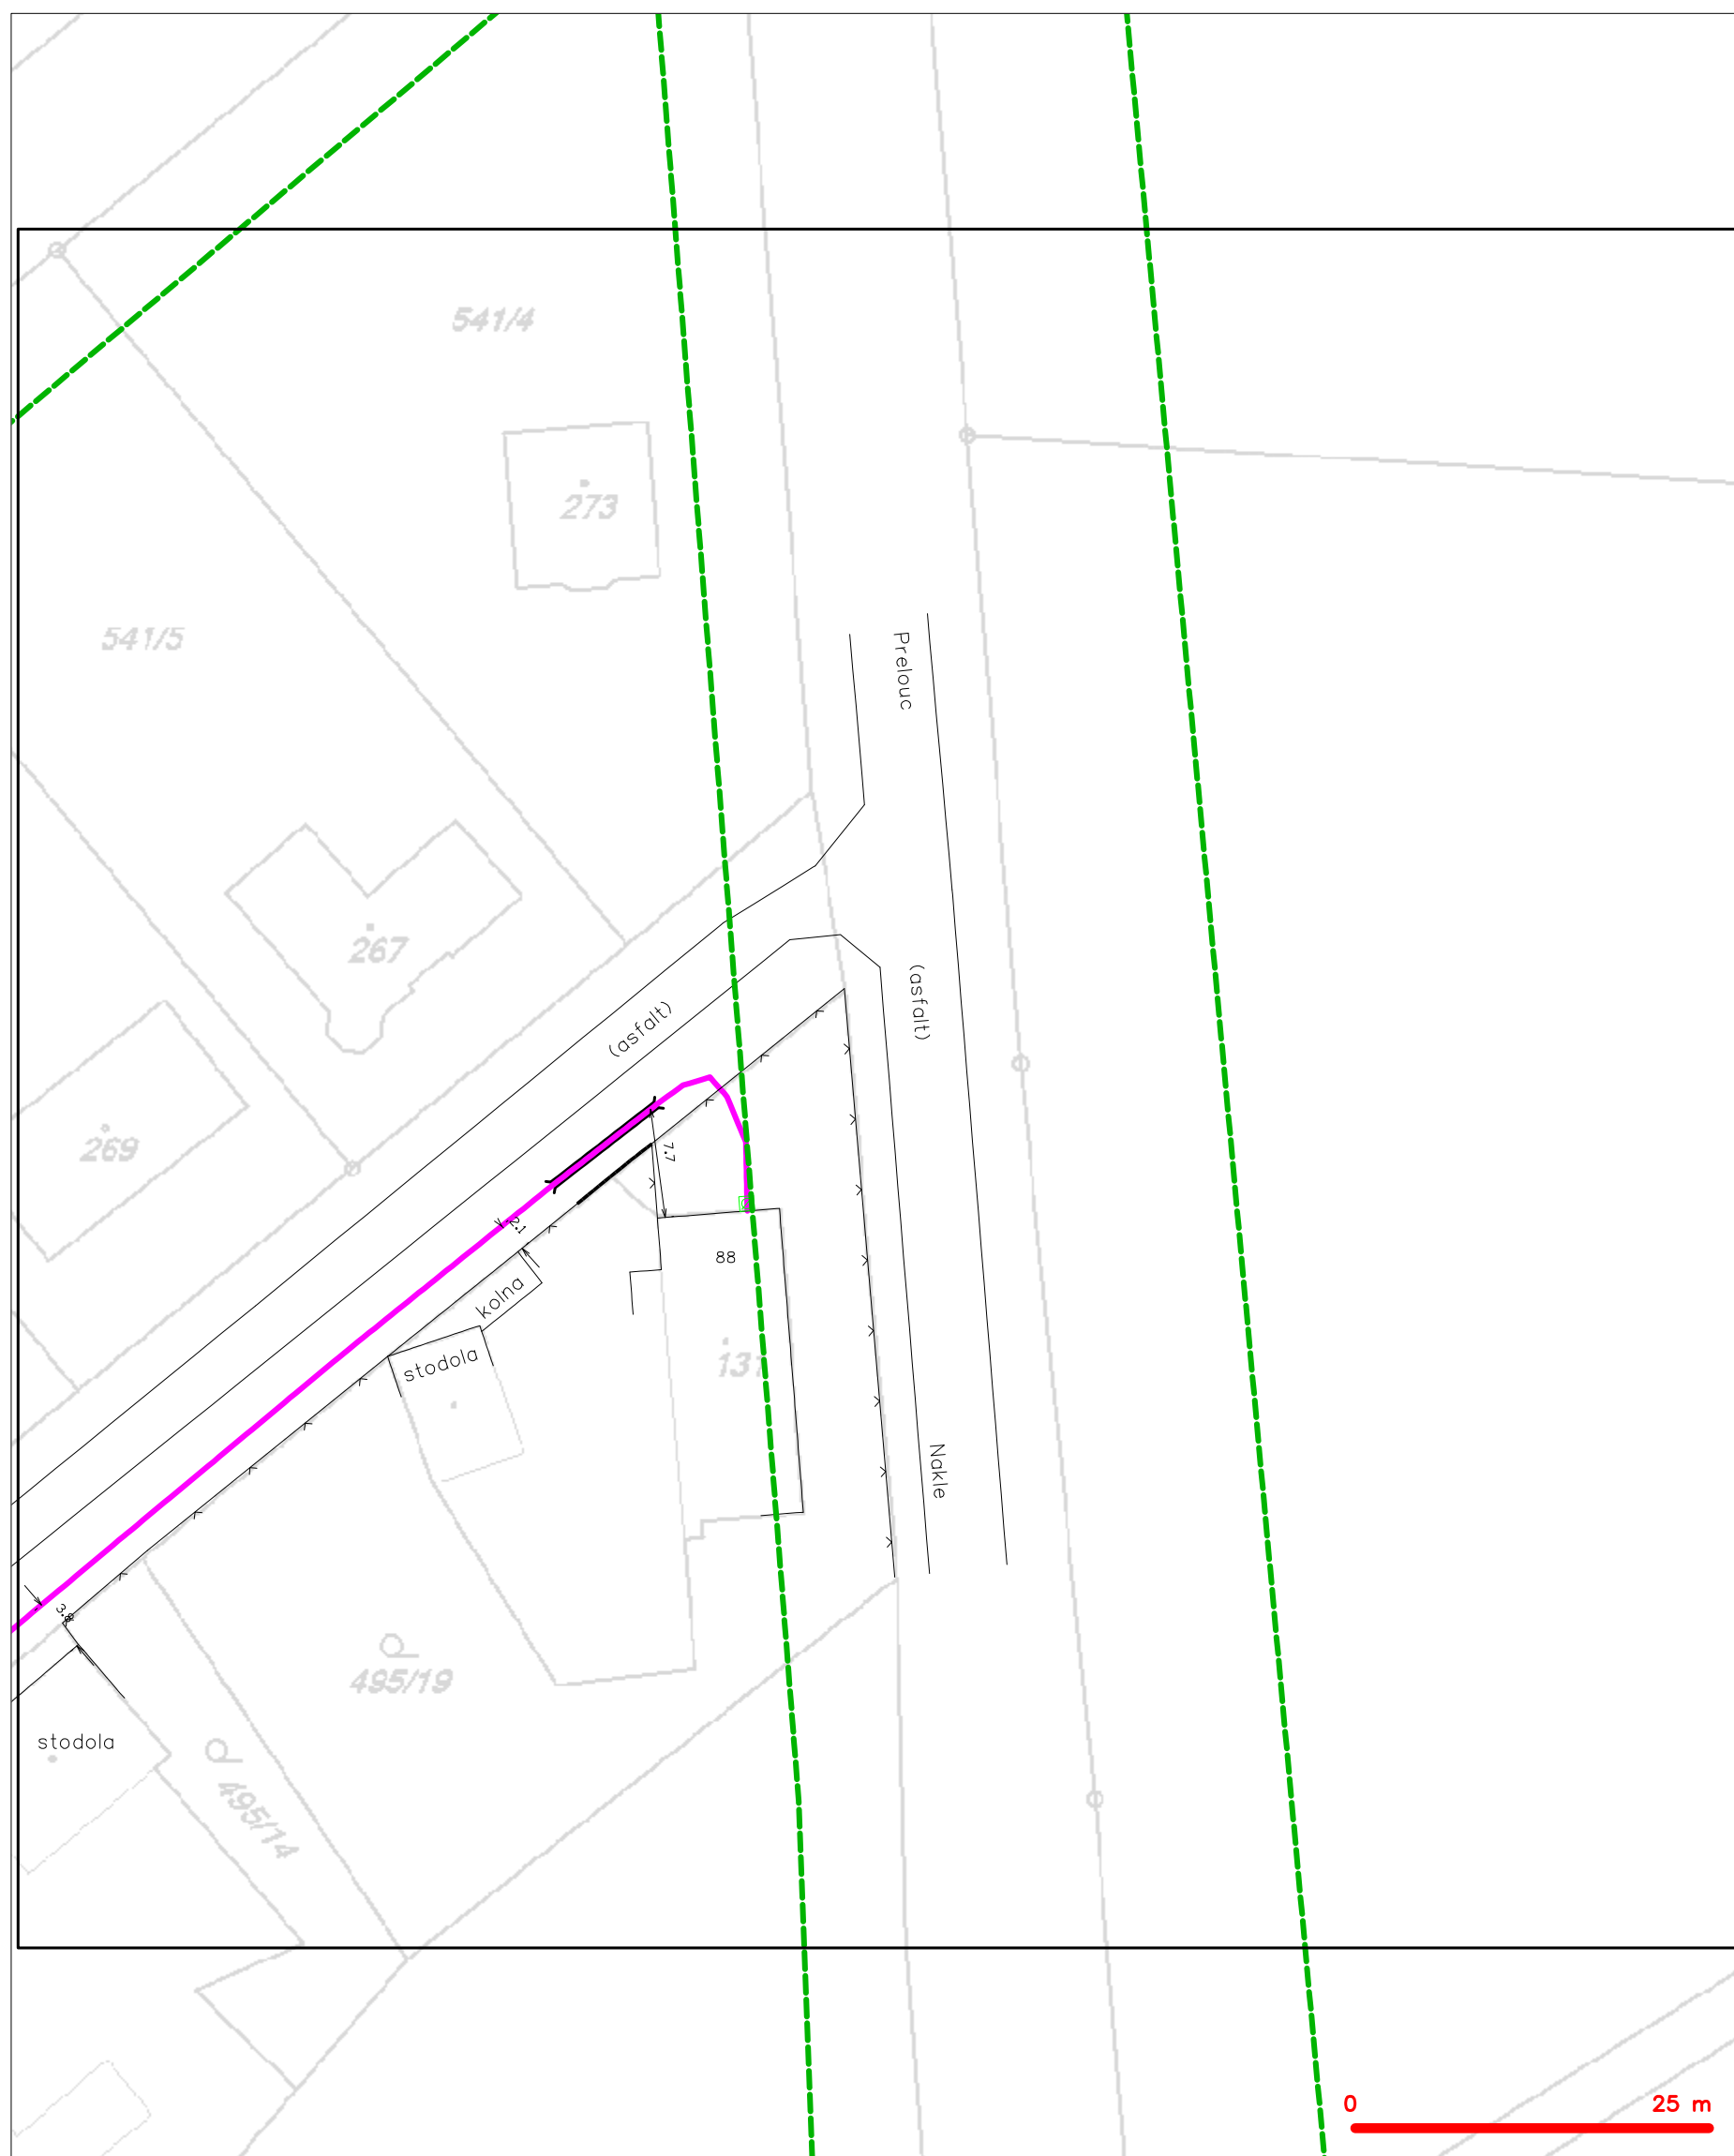 541/4
273
541/5
Prelouc
267
(asfalt)
(asfalt)
269
7.7
2.1
88
kolna
stodola
131
Nakle
3.8
495/19
stodola
495/14
0 25 m